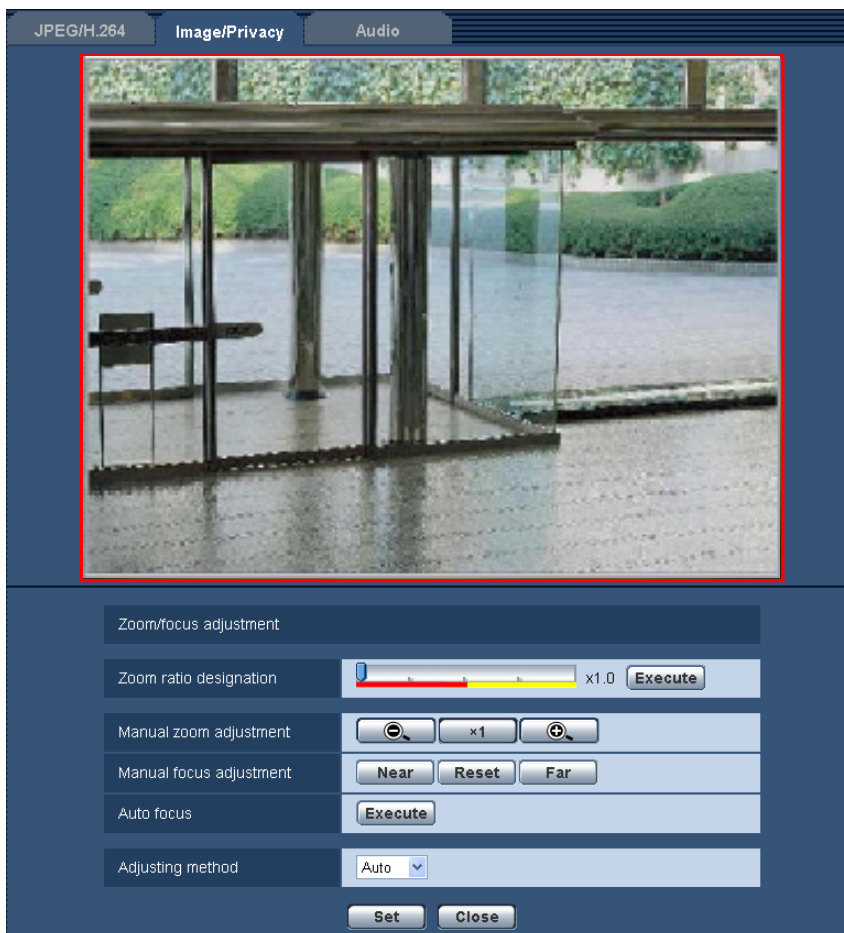 JPEG/H.264 Image/Privacy Audio
Zoom/focus adjustment
Zoom ratio designation x1.0 Execute
Manual zoom adjustment ×1
Manual focus adjustment Near Reset Far
Auto focus Execute
Adjusting method Auto
Set Close